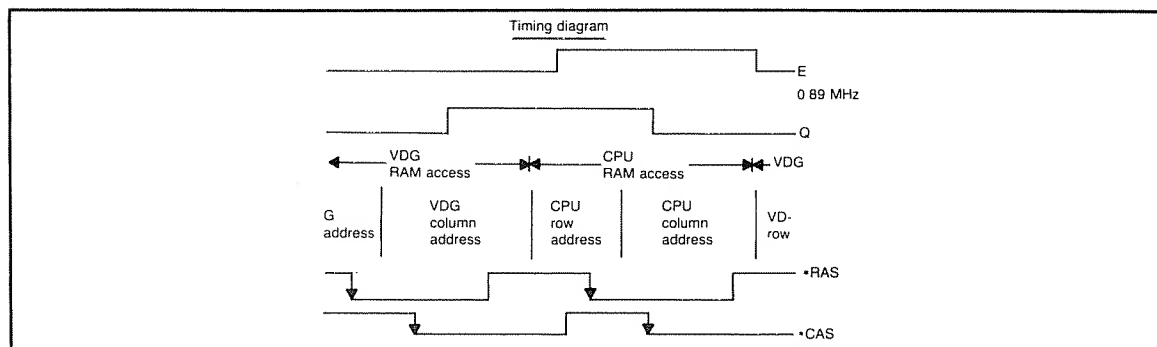 Timing diagram
E
0 89 MHz
Q
VDG
RAM access
CPU
RAM access
VDG
G
address
VDG
column
address
CPU
row
address
CPU
column
address
VD-
row
*RAS
*CAS